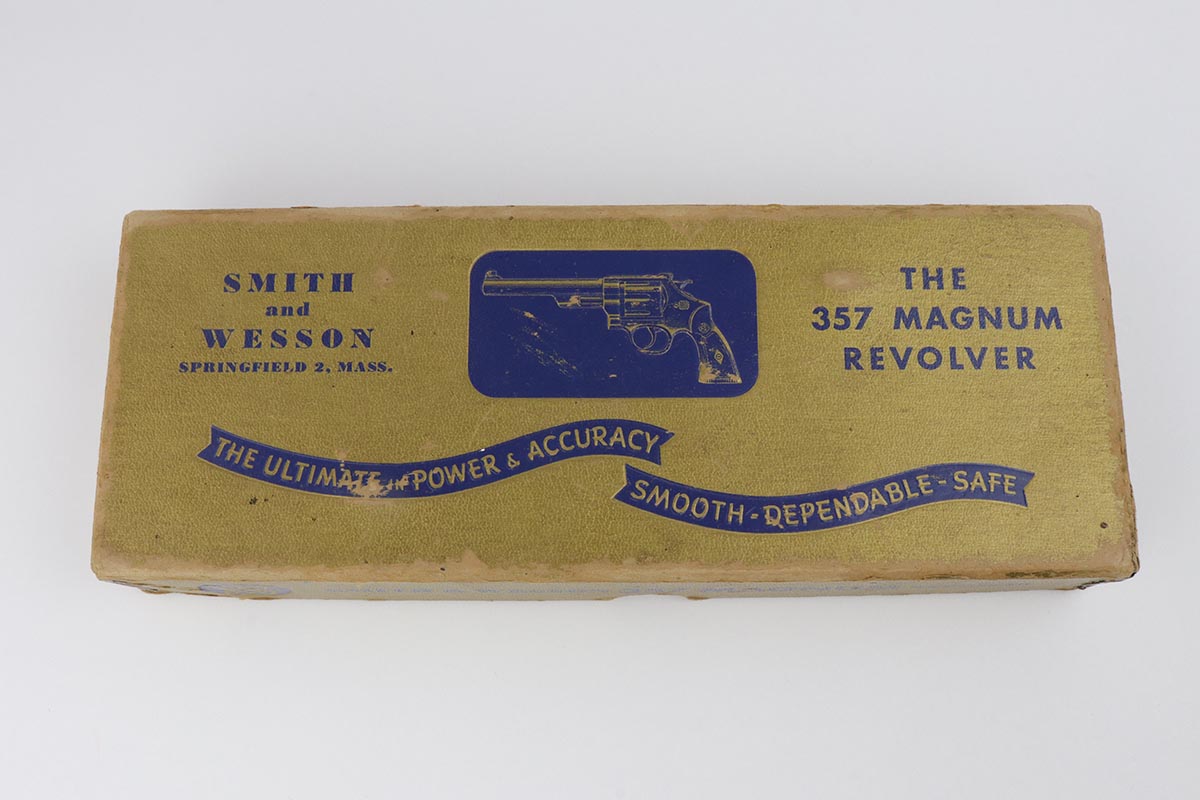 SMITH
and
WESSON
SPRINGFIELD 2, MASS.
THE
357 MAGNUM
REVOLVER
THE ULTIMATE IN POWER & ACCURACY
SMOOTH - DEPENDABLE - SAFE